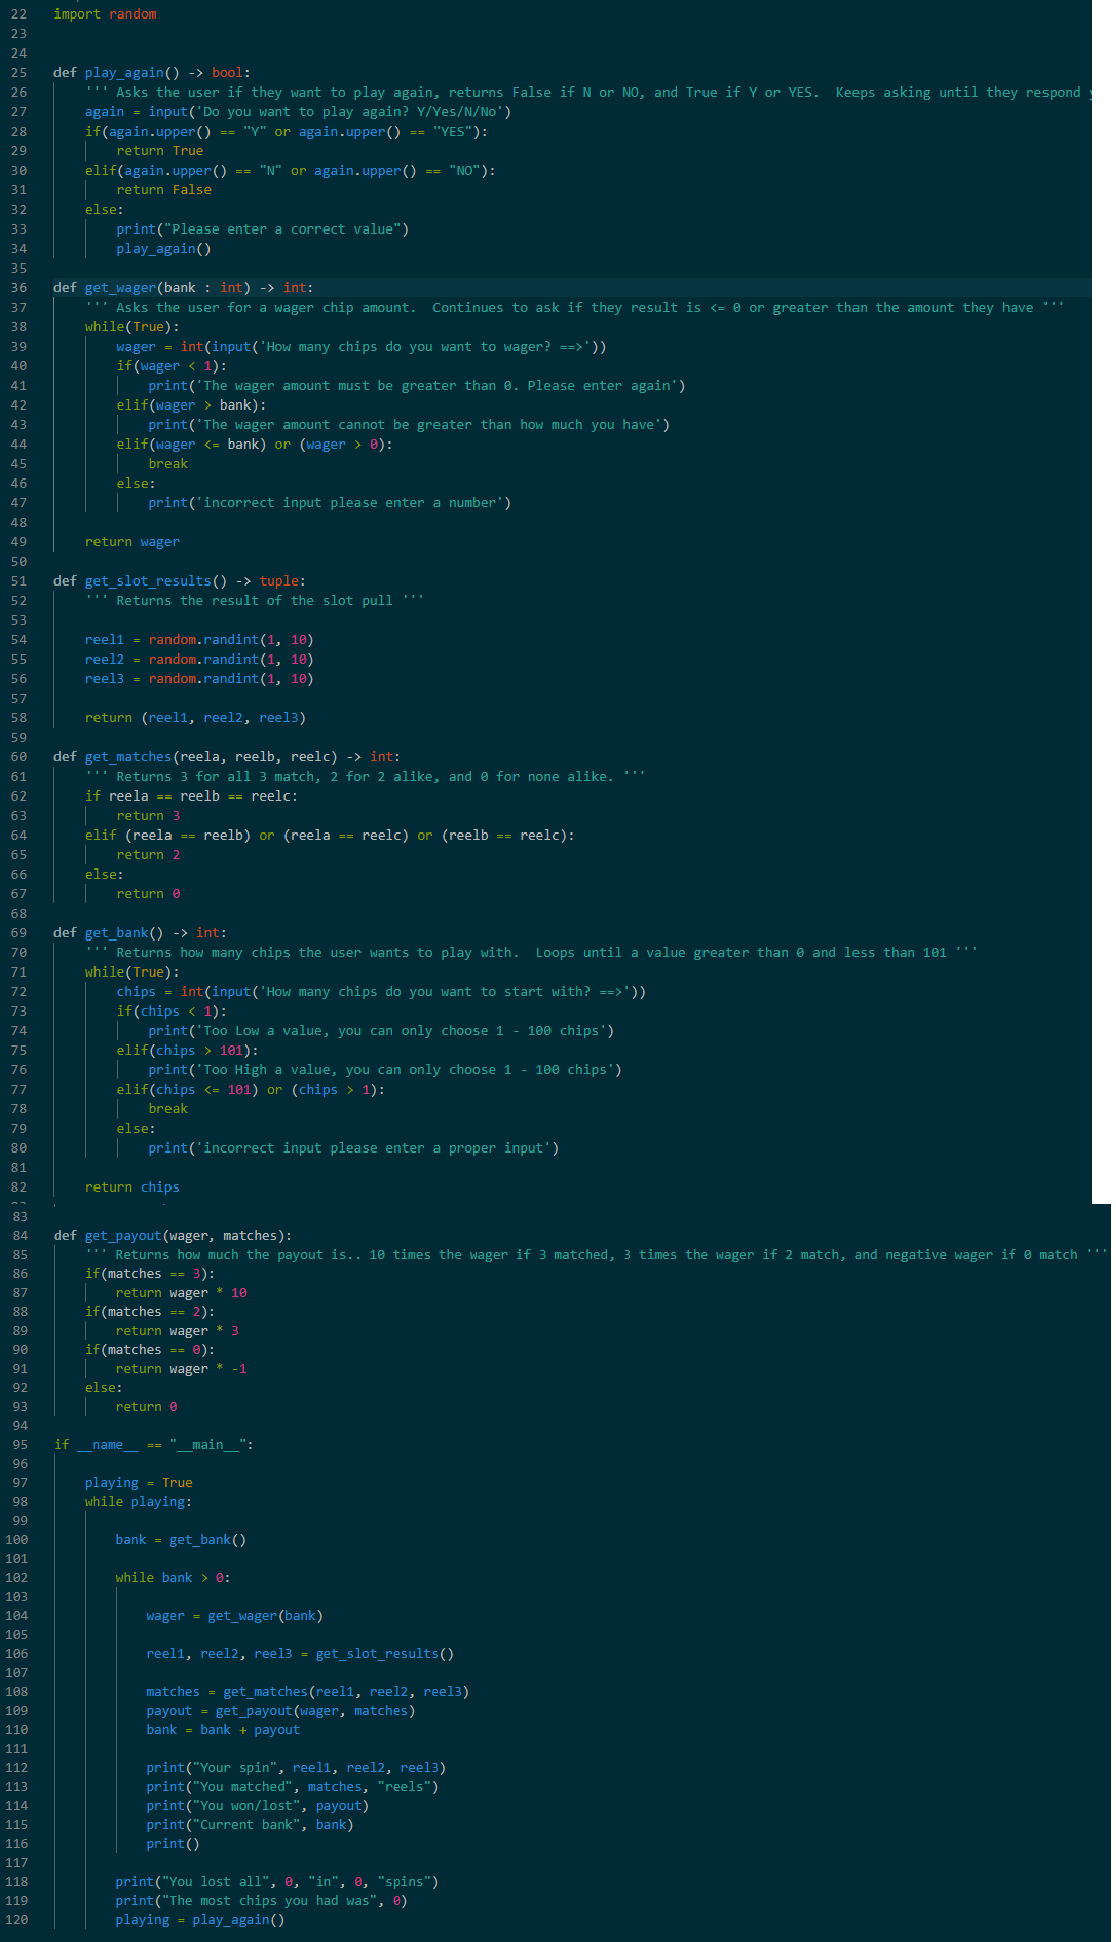 22 import random
23
24
25 def play_again() -> bool:
26     ''' Asks the user if they want to play again, returns False if N or NO, and True if Y or YES.  Keeps asking until they respond
27     again = input('Do you want to play again? Y/Yes/N/No')
28     if(again.upper() == "Y" or again.upper() == "YES"):
29         return True
30     elif(again.upper() == "N" or again.upper() == "NO"):
31         return False
32     else:
33         print("Please enter a correct value")
34         play_again()
35
36 def get_wager(bank : int) -> int:
37     ''' Asks the user for a wager chip amount.  Continues to ask if they result is <= 0 or greater than the amount they have '''
38     while(True):
39         wager = int(input('How many chips do you want to wager? ==>'))
40         if(wager < 1):
41             print('The wager amount must be greater than 0. Please enter again')
42         elif(wager > bank):
43             print('The wager amount cannot be greater than how much you have')
44         elif(wager <= bank) or (wager > 0):
45             break
46         else:
47             print('incorrect input please enter a number')
48
49     return wager
50
51 def get_slot_results() -> tuple:
52     ''' Returns the result of the slot pull '''
53
54     reel1 = random.randint(1, 10)
55     reel2 = random.randint(1, 10)
56     reel3 = random.randint(1, 10)
57
58     return (reel1, reel2, reel3)
59
60 def get_matches(reela, reelb, reelc) -> int:
61     ''' Returns 3 for all 3 match, 2 for 2 alike, and 0 for none alike. '''
62     if reela == reelb == reelc:
63         return 3
64     elif (reela == reelb) or (reela == reelc) or (reelb == reelc):
65         return 2
66     else:
67         return 0
68
69 def get_bank() -> int:
70     ''' Returns how many chips the user wants to play with.  Loops until a value greater than 0 and less than 101 '''
71     while(True):
72         chips = int(input('How many chips do you want to start with? ==>'))
73         if(chips < 1):
74             print('Too Low a value, you can only choose 1 - 100 chips')
75         elif(chips > 101):
76             print('Too High a value, you can only choose 1 - 100 chips')
77         elif(chips <= 101) or (chips > 1):
78             break
79         else:
80             print('incorrect input please enter a proper input')
81
82     return chips
83
84 def get_payout(wager, matches):
85     ''' Returns how much the payout is.. 10 times the wager if 3 matched, 3 times the wager if 2 match, and negative wager if 0 match '''
86     if(matches == 3):
87         return wager * 10
88     if(matches == 2):
89         return wager * 3
90     if(matches == 0):
91         return wager * -1
92     else:
93         return 0
94
95 if __name__ == "__main__":
96
97     playing = True
98     while playing:
99
100         bank = get_bank()
101
102         while bank > 0:
103
104             wager = get_wager(bank)
105
106             reel1, reel2, reel3 = get_slot_results()
107
108             matches = get_matches(reel1, reel2, reel3)
109             payout = get_payout(wager, matches)
110             bank = bank + payout
111
112             print("Your spin", reel1, reel2, reel3)
113             print("You matched", matches, "reels")
114             print("You won/lost", payout)
115             print("Current bank", bank)
116             print()
117
118         print("You lost all", 0, "in", 0, "spins")
119         print("The most chips you had was", 0)
120         playing = play_again()